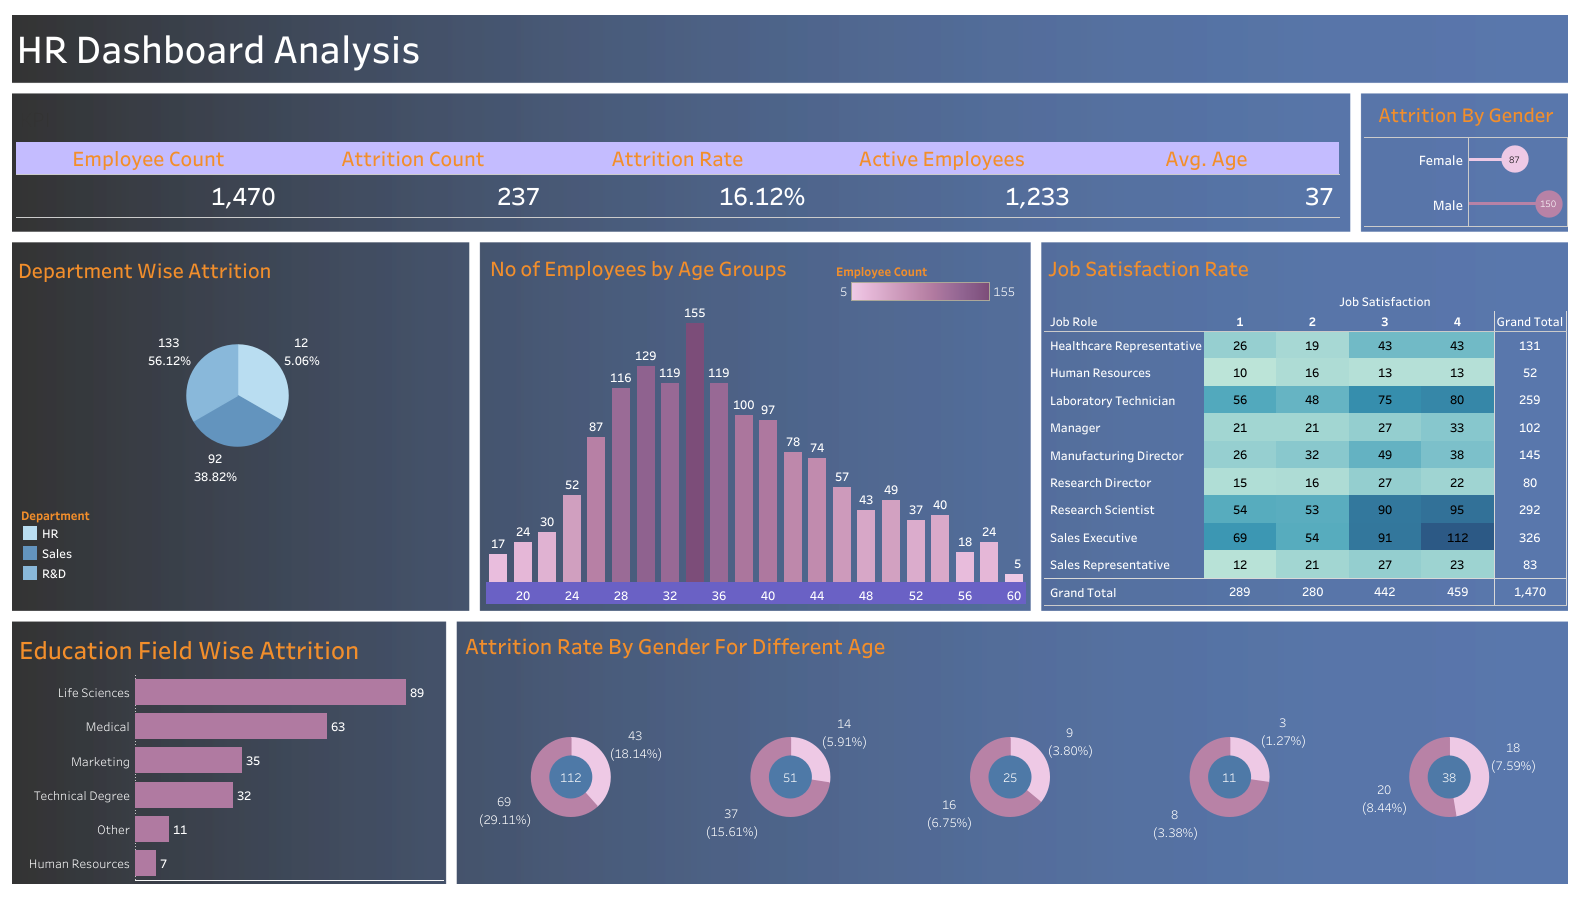 HR Dashboard Analysis
Employee Count Attrition Count Attrition Rate Active Employees Avg. Age
1,470 237 16.12% 1,233 37
Attrition By Gender
Female 87
Male 150
Department Wise Attrition
133
56.12%
12
5.06%
92
38.82%
Department
HR
Sales
R&D
No of Employees by Age Groups
Employee Count
5 155
17 24 30 52 87 116 129 119 155 119 100 97 78 74 57 43 49 37 40 18 24 5
20 24 28 32 36 40 44 48 52 56 60
Job Satisfaction Rate
Job Satisfaction
Job Role 1 2 3 4 Grand Total
Healthcare Representative 26 19 43 43 131
Human Resources 10 16 13 13 52
Laboratory Technician 56 48 75 80 259
Manager 21 21 27 33 102
Manufacturing Director 26 32 49 38 145
Research Director 15 16 27 22 80
Research Scientist 54 53 90 95 292
Sales Executive 69 54 91 112 326
Sales Representative 12 21 27 23 83
Grand Total 289 280 442 459 1,470
Education Field Wise Attrition
Life Sciences 89
Medical 63
Marketing 35
Technical Degree 32
Other 11
Human Resources 7
Attrition Rate By Gender For Different Age
43
(18.14%)
112
69
(29.11%)
14
(5.91%)
51
37
(15.61%)
9
(3.80%)
25
16
(6.75%)
3
(1.27%)
11
8
(3.38%)
18
(7.59%)
38
20
(8.44%)